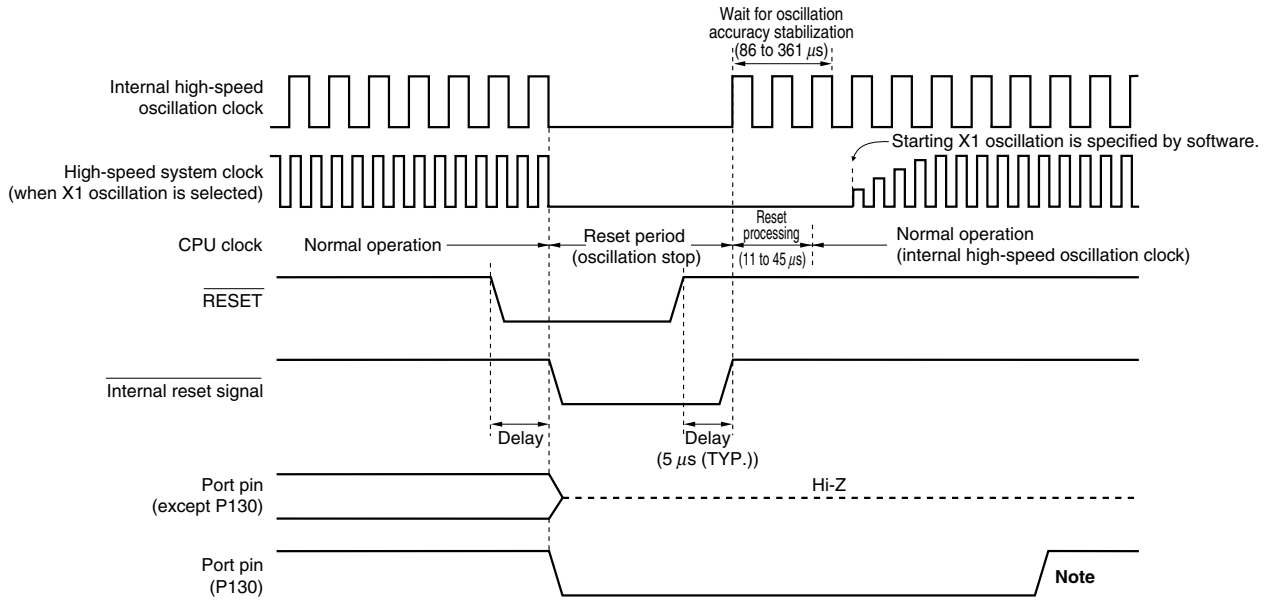 Wait for oscillation
accuracy stabilization
(86 to 361 μs)
Internal high-speed
oscillation clock
Starting X1 oscillation is specified by software.
High-speed system clock
(when X1 oscillation is selected)
CPU clock
Normal operation
Reset period
(oscillation stop)
Reset
processing
(11 to 45 μs)
Normal operation
(internal high-speed oscillation clock)
RESET
Internal reset signal
Delay
Delay
(5 μs (TYP.))
Port pin
(except P130)
Hi-Z
Port pin
(P130)
Note